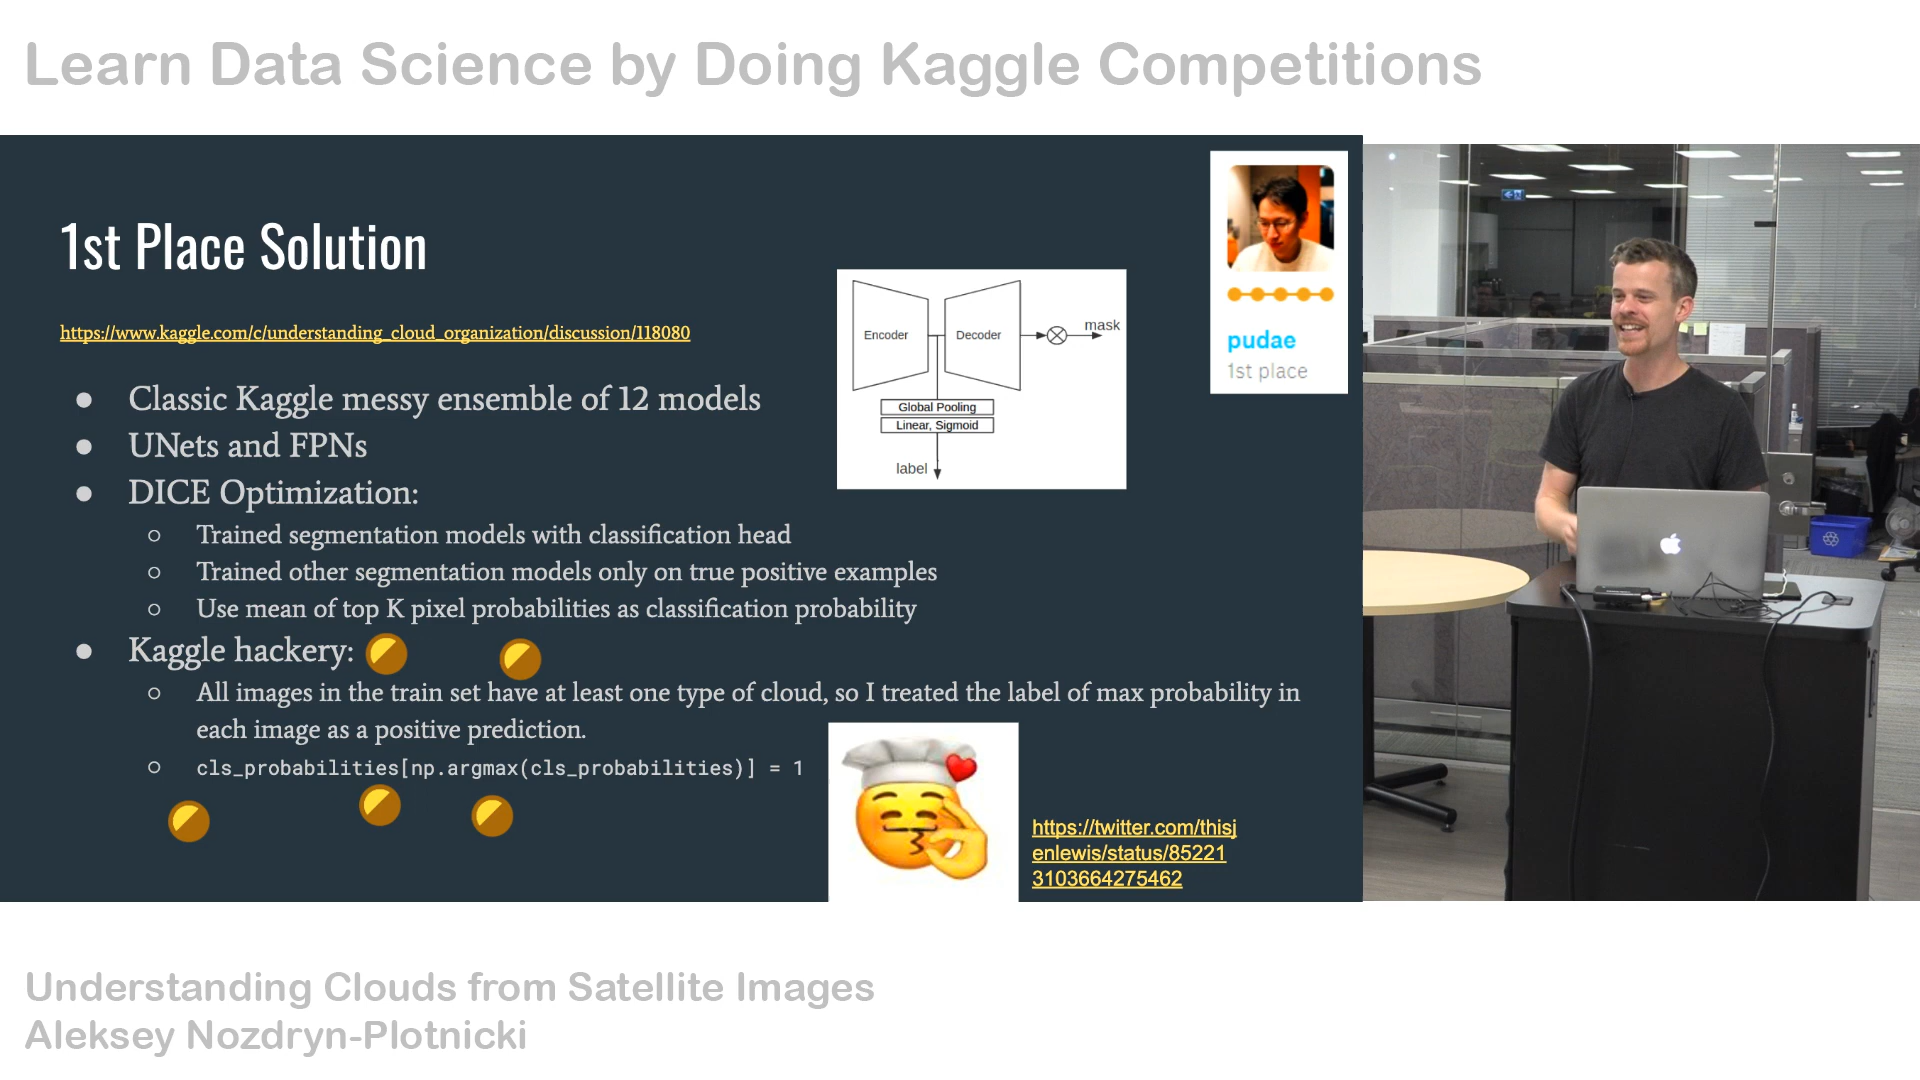 Learn Data Science by Doing Kaggle Competitions
1st Place Solution
https://www.kaggle.com/c/understanding_cloud_organization/discussion/118080
● Classic Kaggle messy ensemble of 12 models
● UNets and FPNs
● DICE Optimization:
○ Trained segmentation models with classification head
○ Trained other segmentation models only on true positive examples
○ Use mean of top K pixel probabilities as classification probability
● Kaggle hackery:
○ All images in the train set have at least one type of cloud, so I treated the label of max probability in
each image as a positive prediction.
○ cls_probabilities[np.argmax(cls_probabilities)] = 1
Encoder
Decoder
mask
Global Pooling
Linear, Sigmoid
label
pudae
1st place
https://twitter.com/thisj
enlewis/status/85221
3103664275462
Understanding Clouds from Satellite Images
Aleksey Nozdryn-Plotnicki